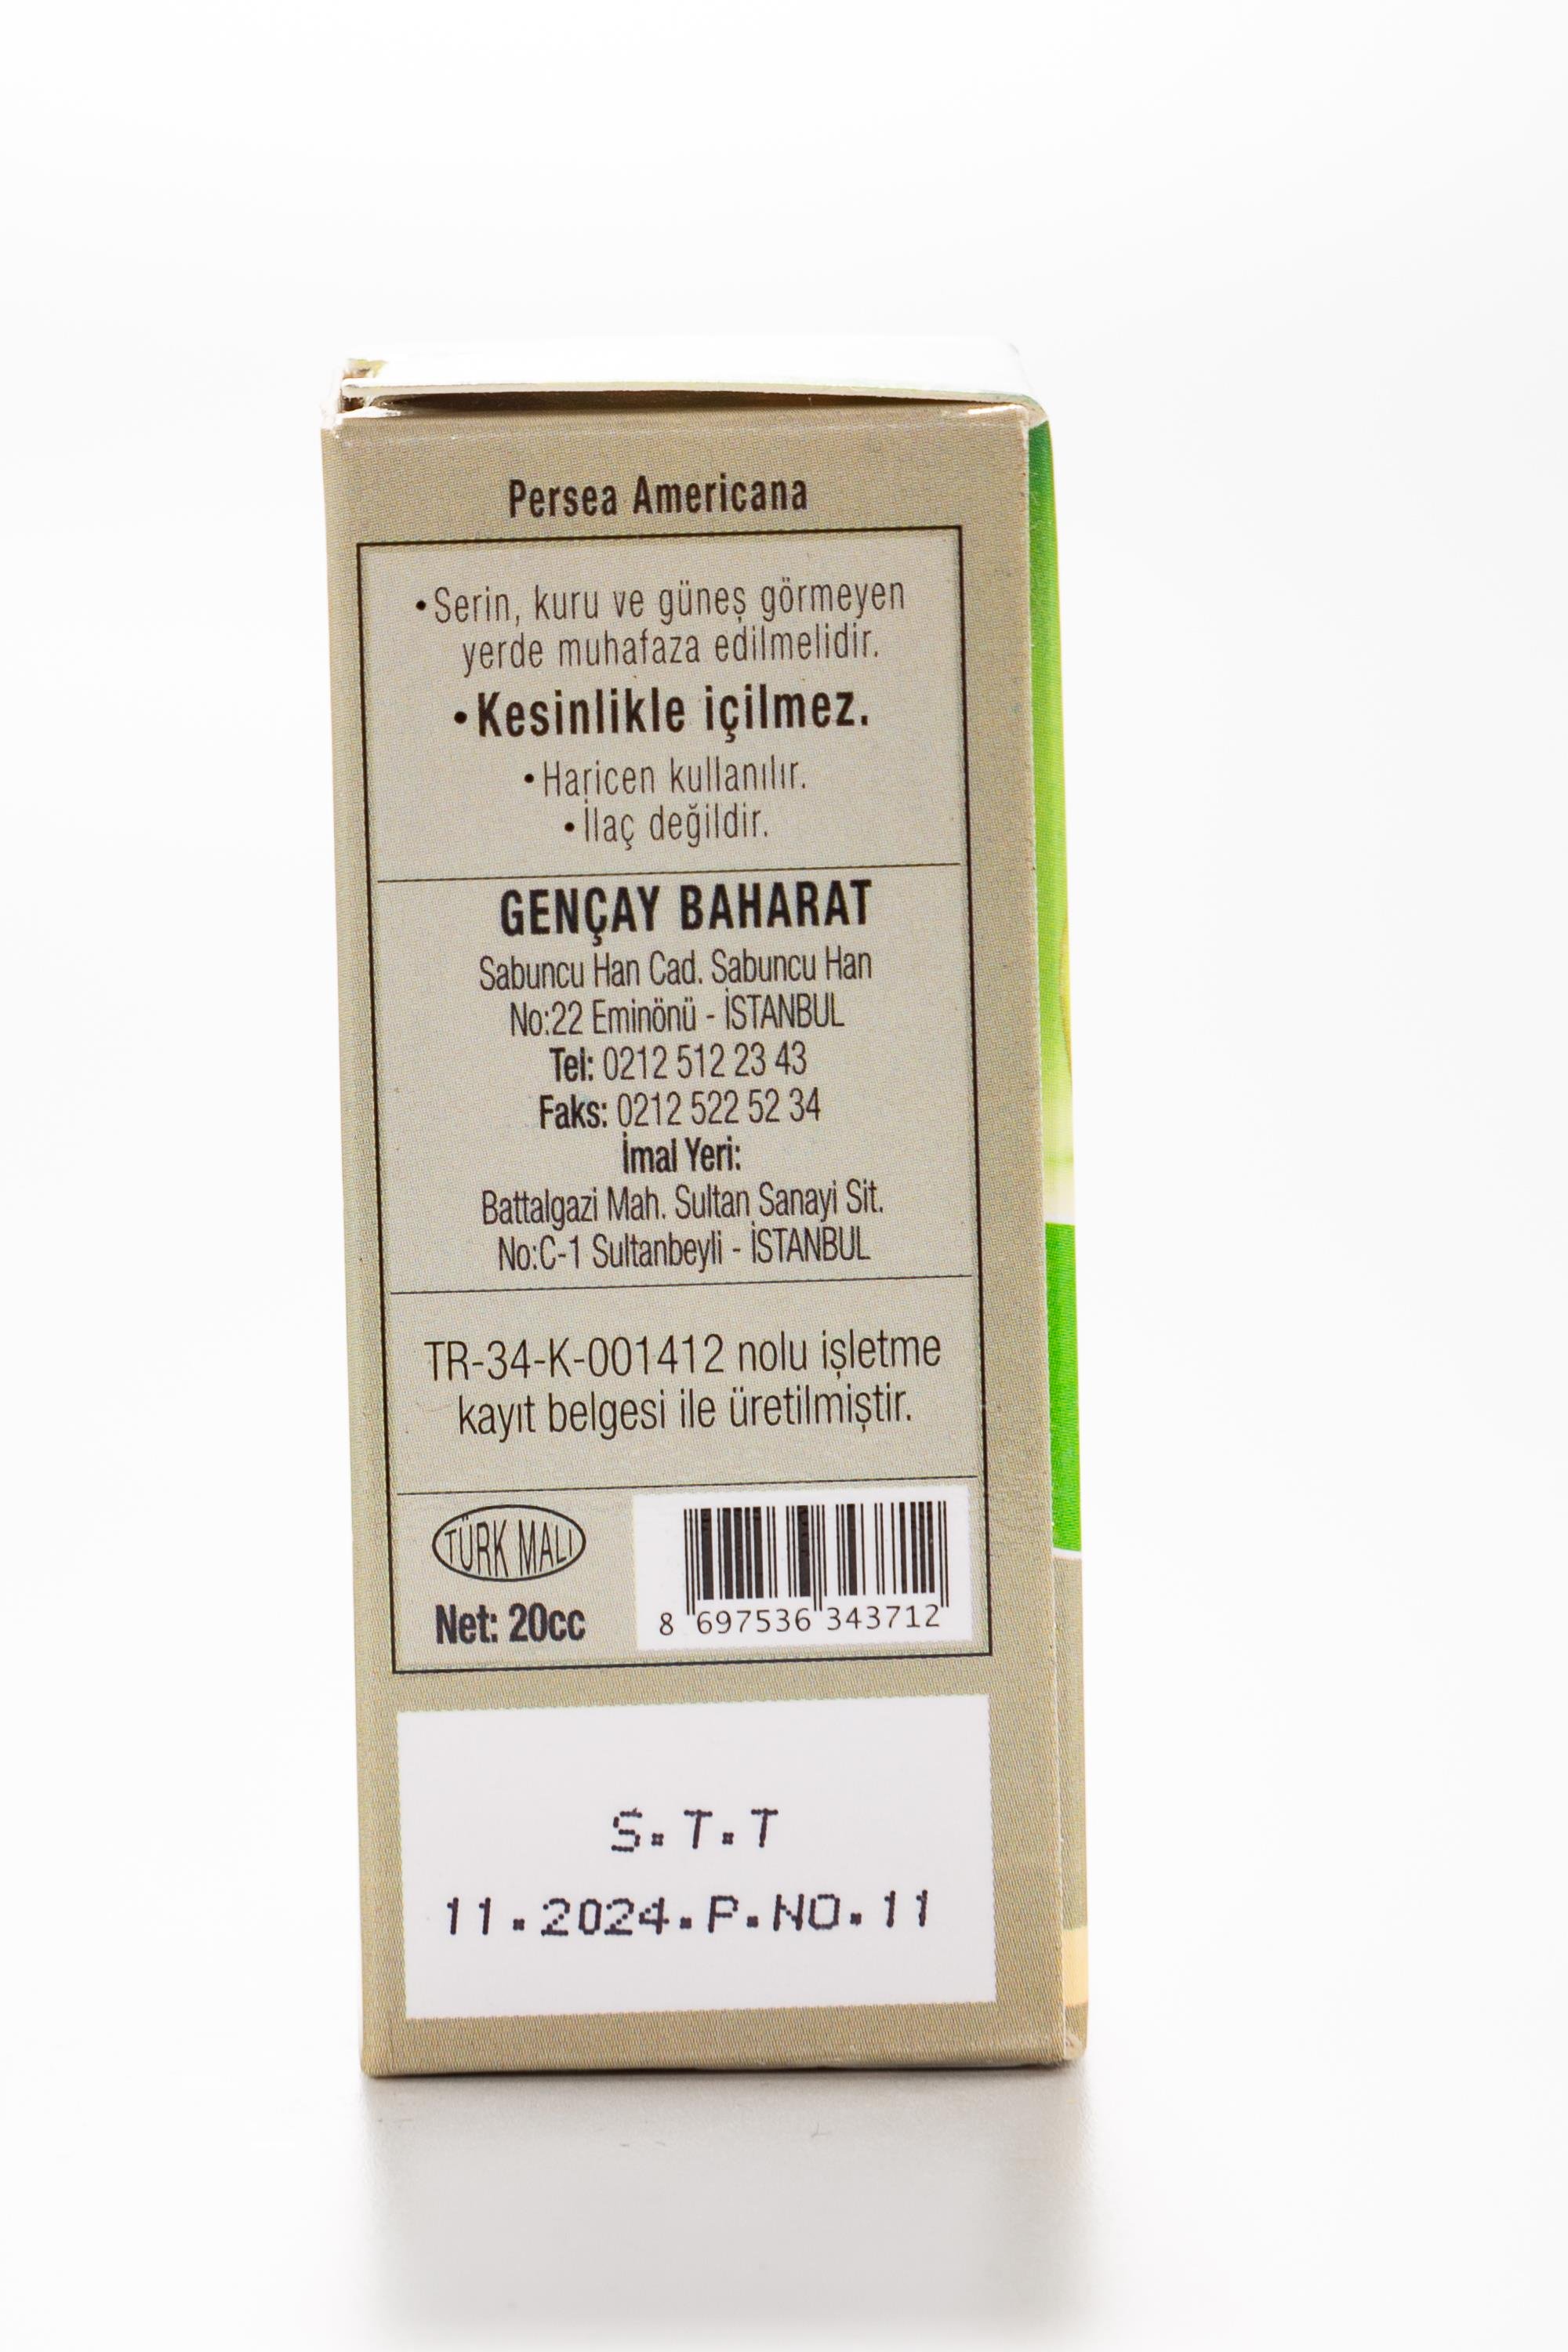 Persea Americana
•Serin, kuru ve güneş görmeyen
yerde muhafaza edilmelidir.
•Kesinlikle içilmez.
•Haricen kullanılır.
•İlaç değildir.
GENÇAY BAHARAT
Sabuncu Han Cad. Sabuncu Han
No:22 Eminönü - İSTANBUL
Tel: 0212 512 23 43
Faks: 0212 522 52 34
İmal Yeri:
Battalgazi Mah. Sultan Sanayi Sit.
No:C-1 Sultanbeyli - İSTANBUL
TR-34-K-001412 nolu işletme
kayıt belgesi ile üretilmiştir.
TÜRK MALI
Net: 20cc
8 697536 343712
S.T.T
11.2024.P.NO.11